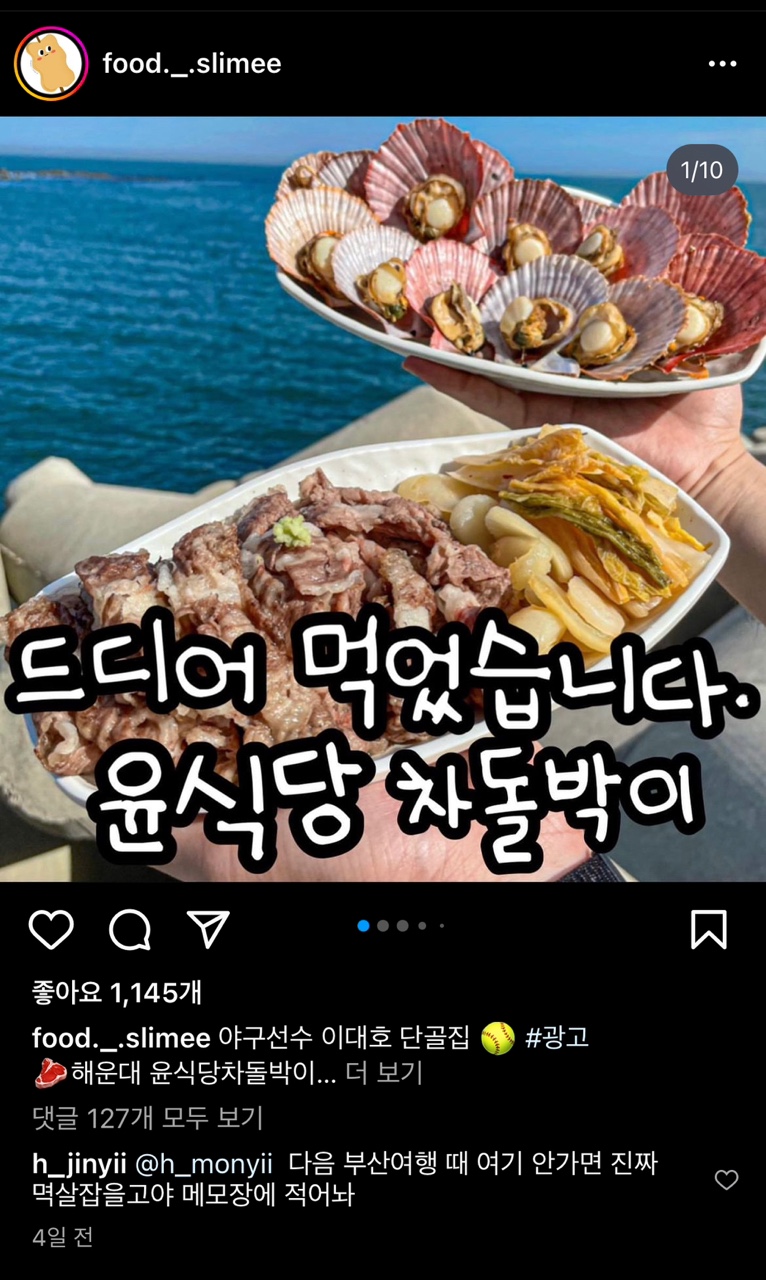 food._.slimee
1/10
드디어 먹었습니다.
윤식당 차돌박이
좋아요 1,145개
food._.slimee 야구선수 이대호 단골집 🥎 #광고
🥩해운대 윤식당차돌박이... 더 보기
댓글 127개 모두 보기
h_jinyii @h_monyii 다음 부산여행 때 여기 안가면 진짜
멱살잡을고야 메모장에 적어놔
4일 전